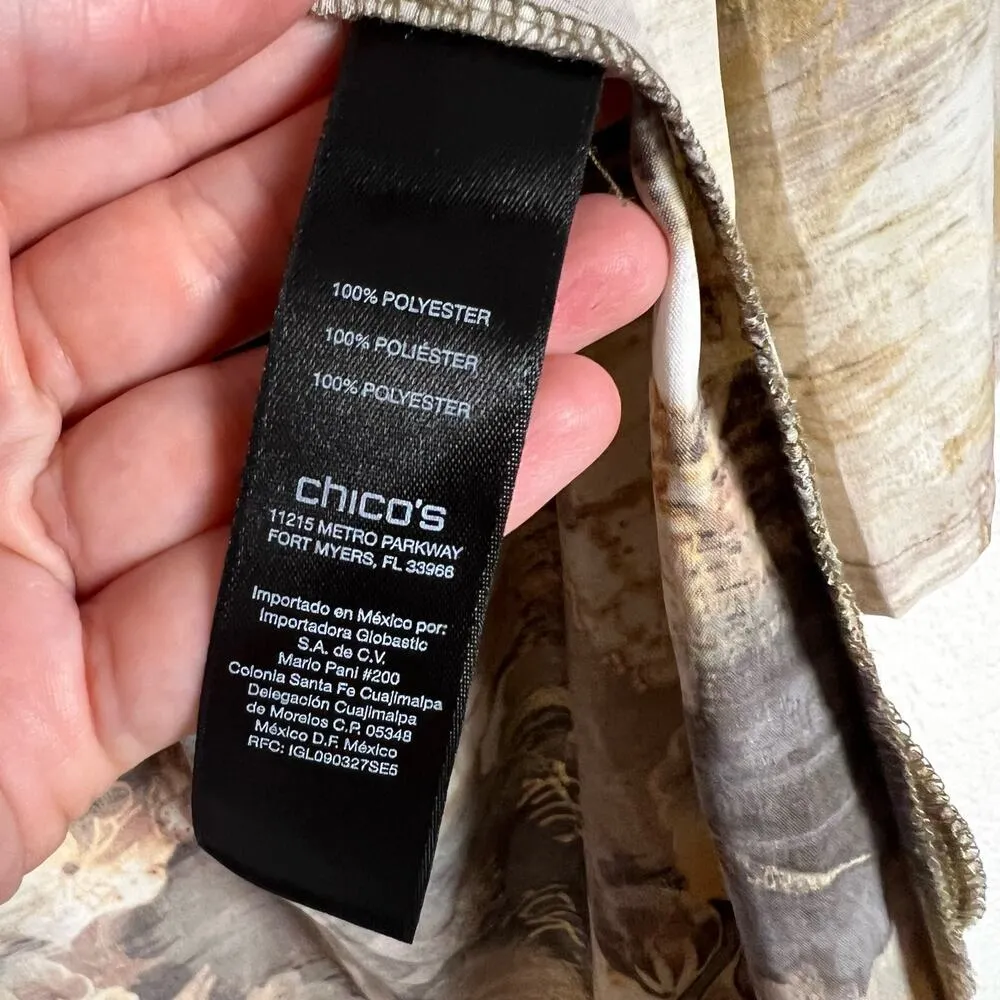 100% POLYESTER
100% POLIÉSTER
100% POLYESTER
chico's
11215 METRO PARKWAY
FORT MYERS, FL 33966
Importado en México por:
Importadora Globastic
S.A. de C.V.
Mario Pani #200
Colonia Santa Fe Cuajimalpa
Delegación Cuajimalpa
de Morelos C.P. 05348
México D.F. México
RFC: IGL090327SE5